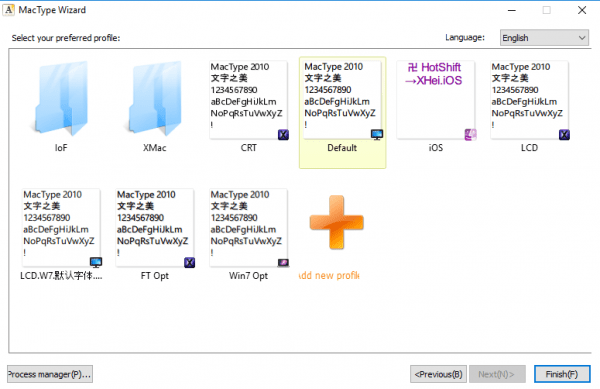 MacType Wizard
Select your preferred profile:
Language: English
MacType 2010
文字之美
1234567890
aBcDeFgHiJkLm
NoPqRsTuVwXyZ
!
MacType 2010
文字之美
1234567890
aBcDeFgHiJkLm
NoPqRsTuVwXyZ
!
卍 HotShift
→XHei.iOS
MacType 2010
文字之美
1234567890
aBcDeFgHiJkLm
NoPqRsTuVwXyZ
!
IoF
XMac
CRT
Default
iOS
LCD
MacType 2010
文字之美
1234567890
aBcDeFgHiJkLm
NoPqRsTuVwXyZ
!
MacType 2010
文字之美
1234567890
aBcDeFgHiJkLm
NoPqRsTuVwXyZ
!
MacType 2010
文字之美
1234567890
aBcDeFgHiJkLm
NoPqRsTuVwXyZ
!
LCD.W7.默认字体....
FT Opt
Win7 Opt
dd new profil
Process manager(P)...
<Previous(B)
Next(N)>
Finish(F)